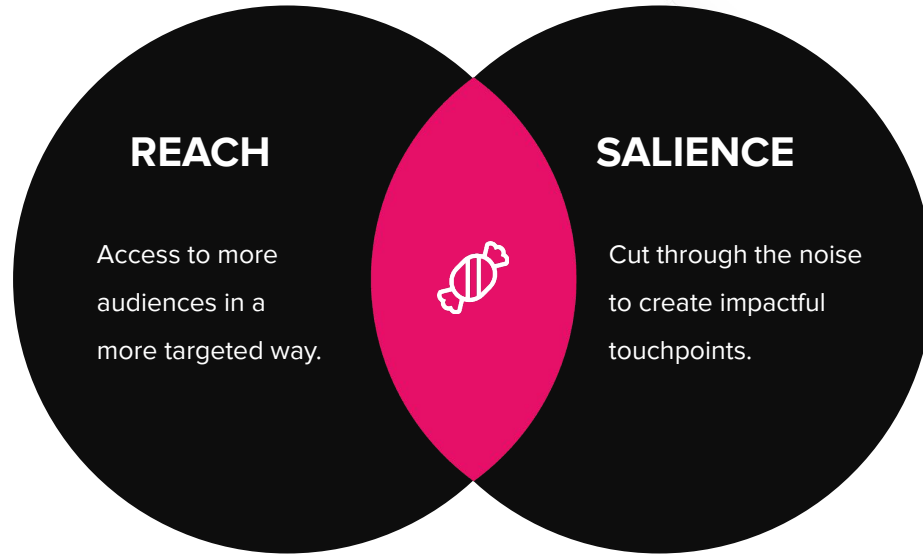 REACH
Access to more
audiences in a
more targeted way.
SALIENCE
Cut through the noise
to create impactful
touchpoints.